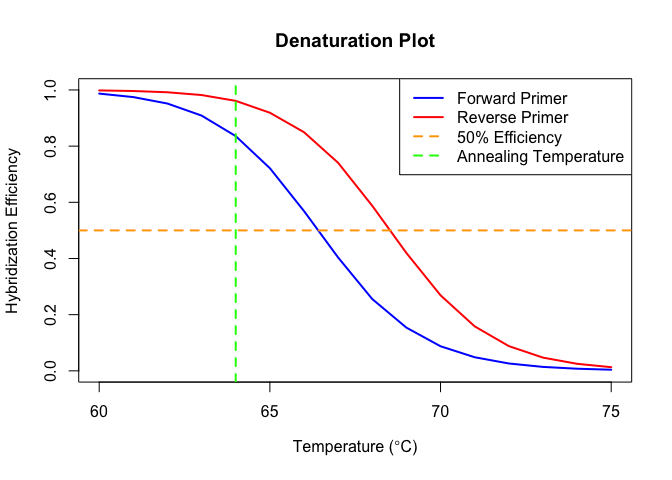 Denaturation Plot
Forward Primer
Reverse Primer
50% Efficiency
Annealing Temperature
Hybridization Efficiency
1.0
0.8
0.6
0.4
0.2
0.0
60 65 70 75
Temperature (°C)